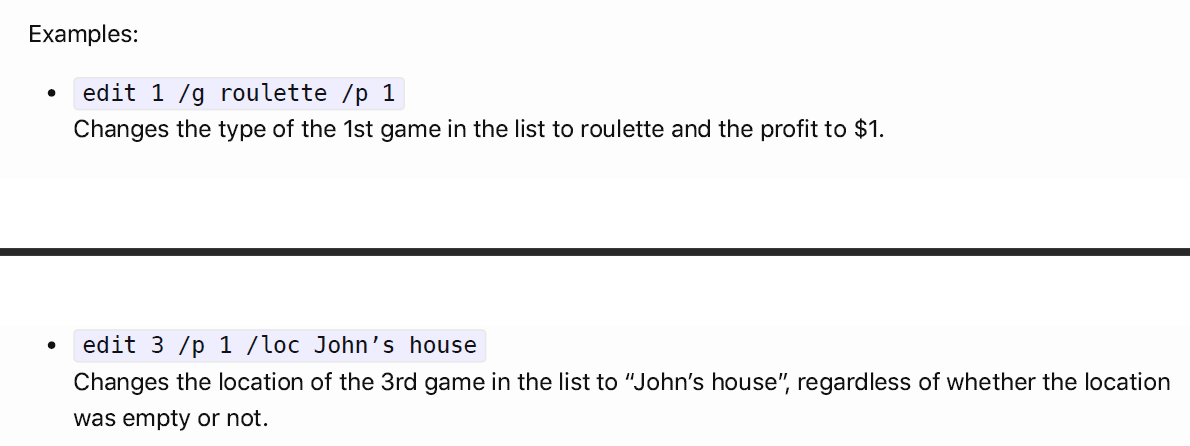 Examples:
edit 1 /g roulette /p 1
Changes the type of the 1st game in the list to roulette and the profit to $1.
edit 3 /p 1 /loc John’s house
Changes the location of the 3rd game in the list to “John’s house”, regardless of whether the location
was empty or not.